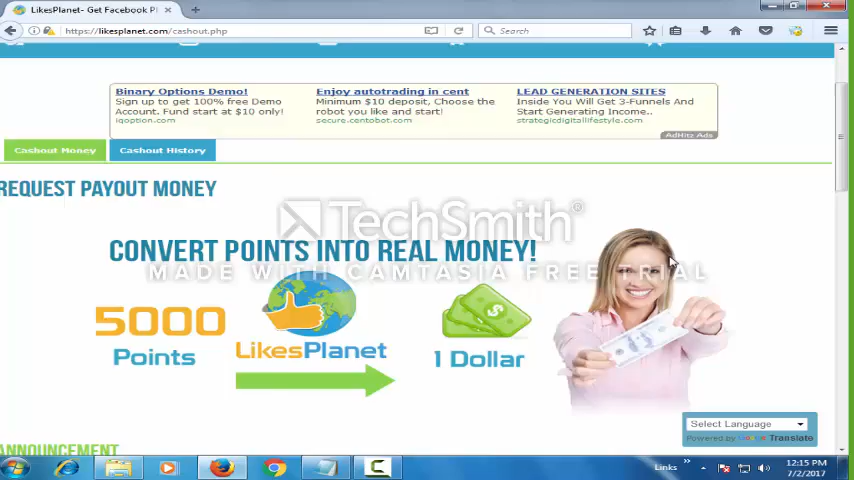 LikesPlanet- Get Facebook P
https://likesplanet.com/cashout.php
Search
Binary Options Demo!
Sign up to get 100% free Demo
Account. Fund start at $10 only!
iqoption.com
Enjoy autotrading in cent
Minimum $10 deposit, Choose the
robot you like and start!
secure.centobot.com
LEAD GENERATION SITES
Inside You Will Get 3-Funnels And
Start Generating Income..
strategicdigitallifestyle.com
AdHitz Ads
Cashout Money
Cashout History
REQUEST PAYOUT MONEY
TechSmith®
MADE WITH CAMTASIA FREE TRIAL
CONVERT POINTS INTO REAL MONEY!
5000
Points
LikesPlanet
1 Dollar
Select Language
Powered by Google Translate
ANNOUNCEMENT
Links
12:15 PM
7/2/2017